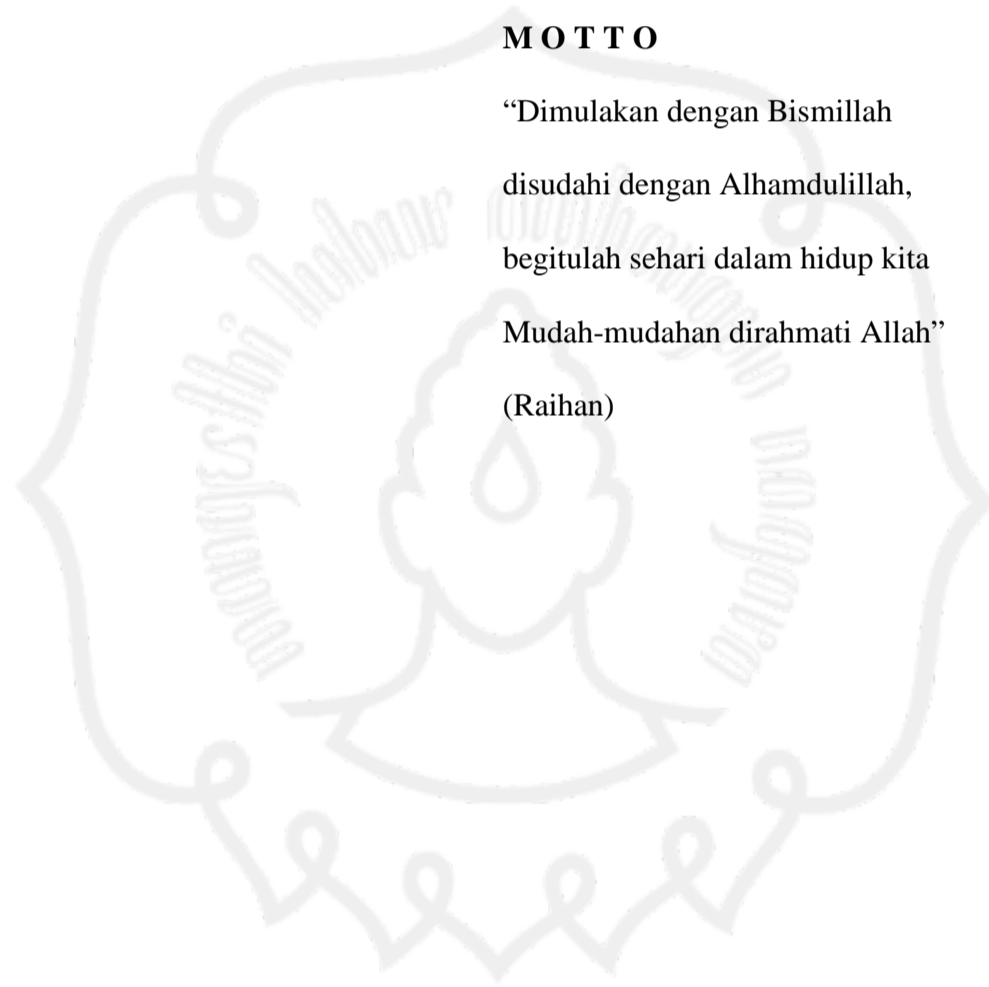 M O T T O
“Dimulakan dengan Bismillah
disudahi dengan Alhamdulillah,
begitulah sehari dalam hidup kita
Mudah-mudahan dirahmati Allah”
(Raihan)